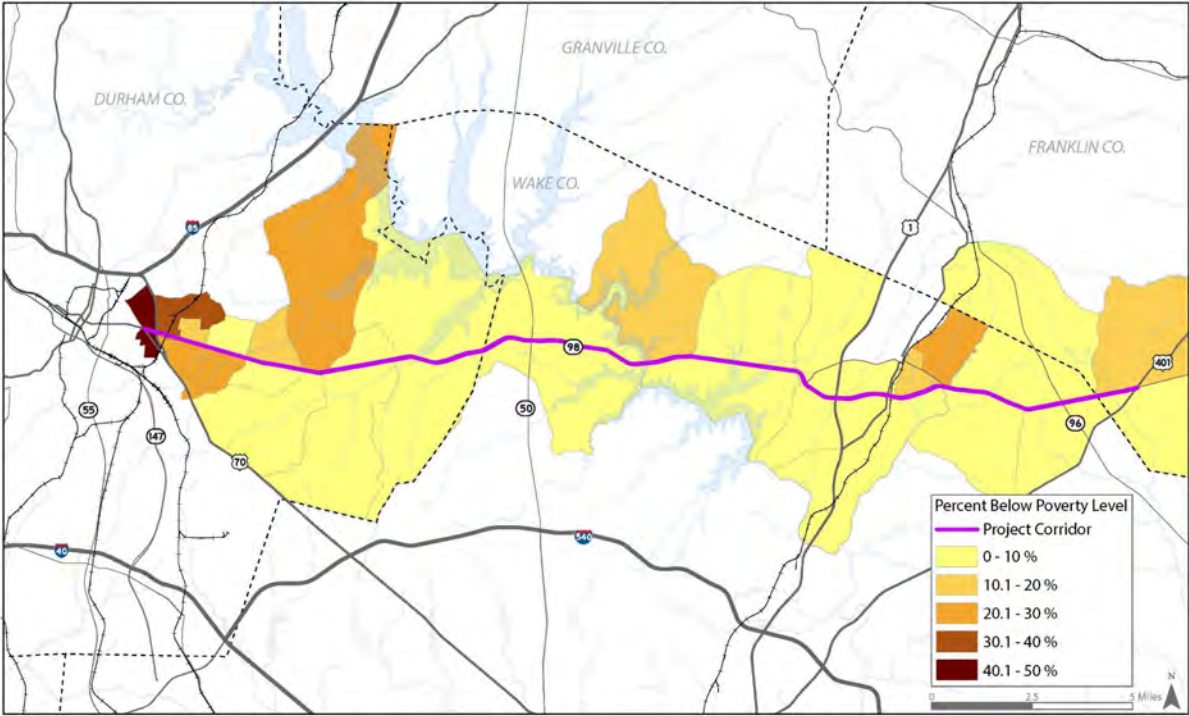 GRANVILLE CO.
DURHAM CO.
FRANKLIN CO.
WAKE CO.
1
85
98
401
55
50
96
147
70
40
540
Percent Below Poverty Level
Project Corridor
0 - 10 %
10.1 - 20 %
20.1 - 30 %
30.1 - 40 %
40.1 - 50 %
N
0 2.5 5 Miles